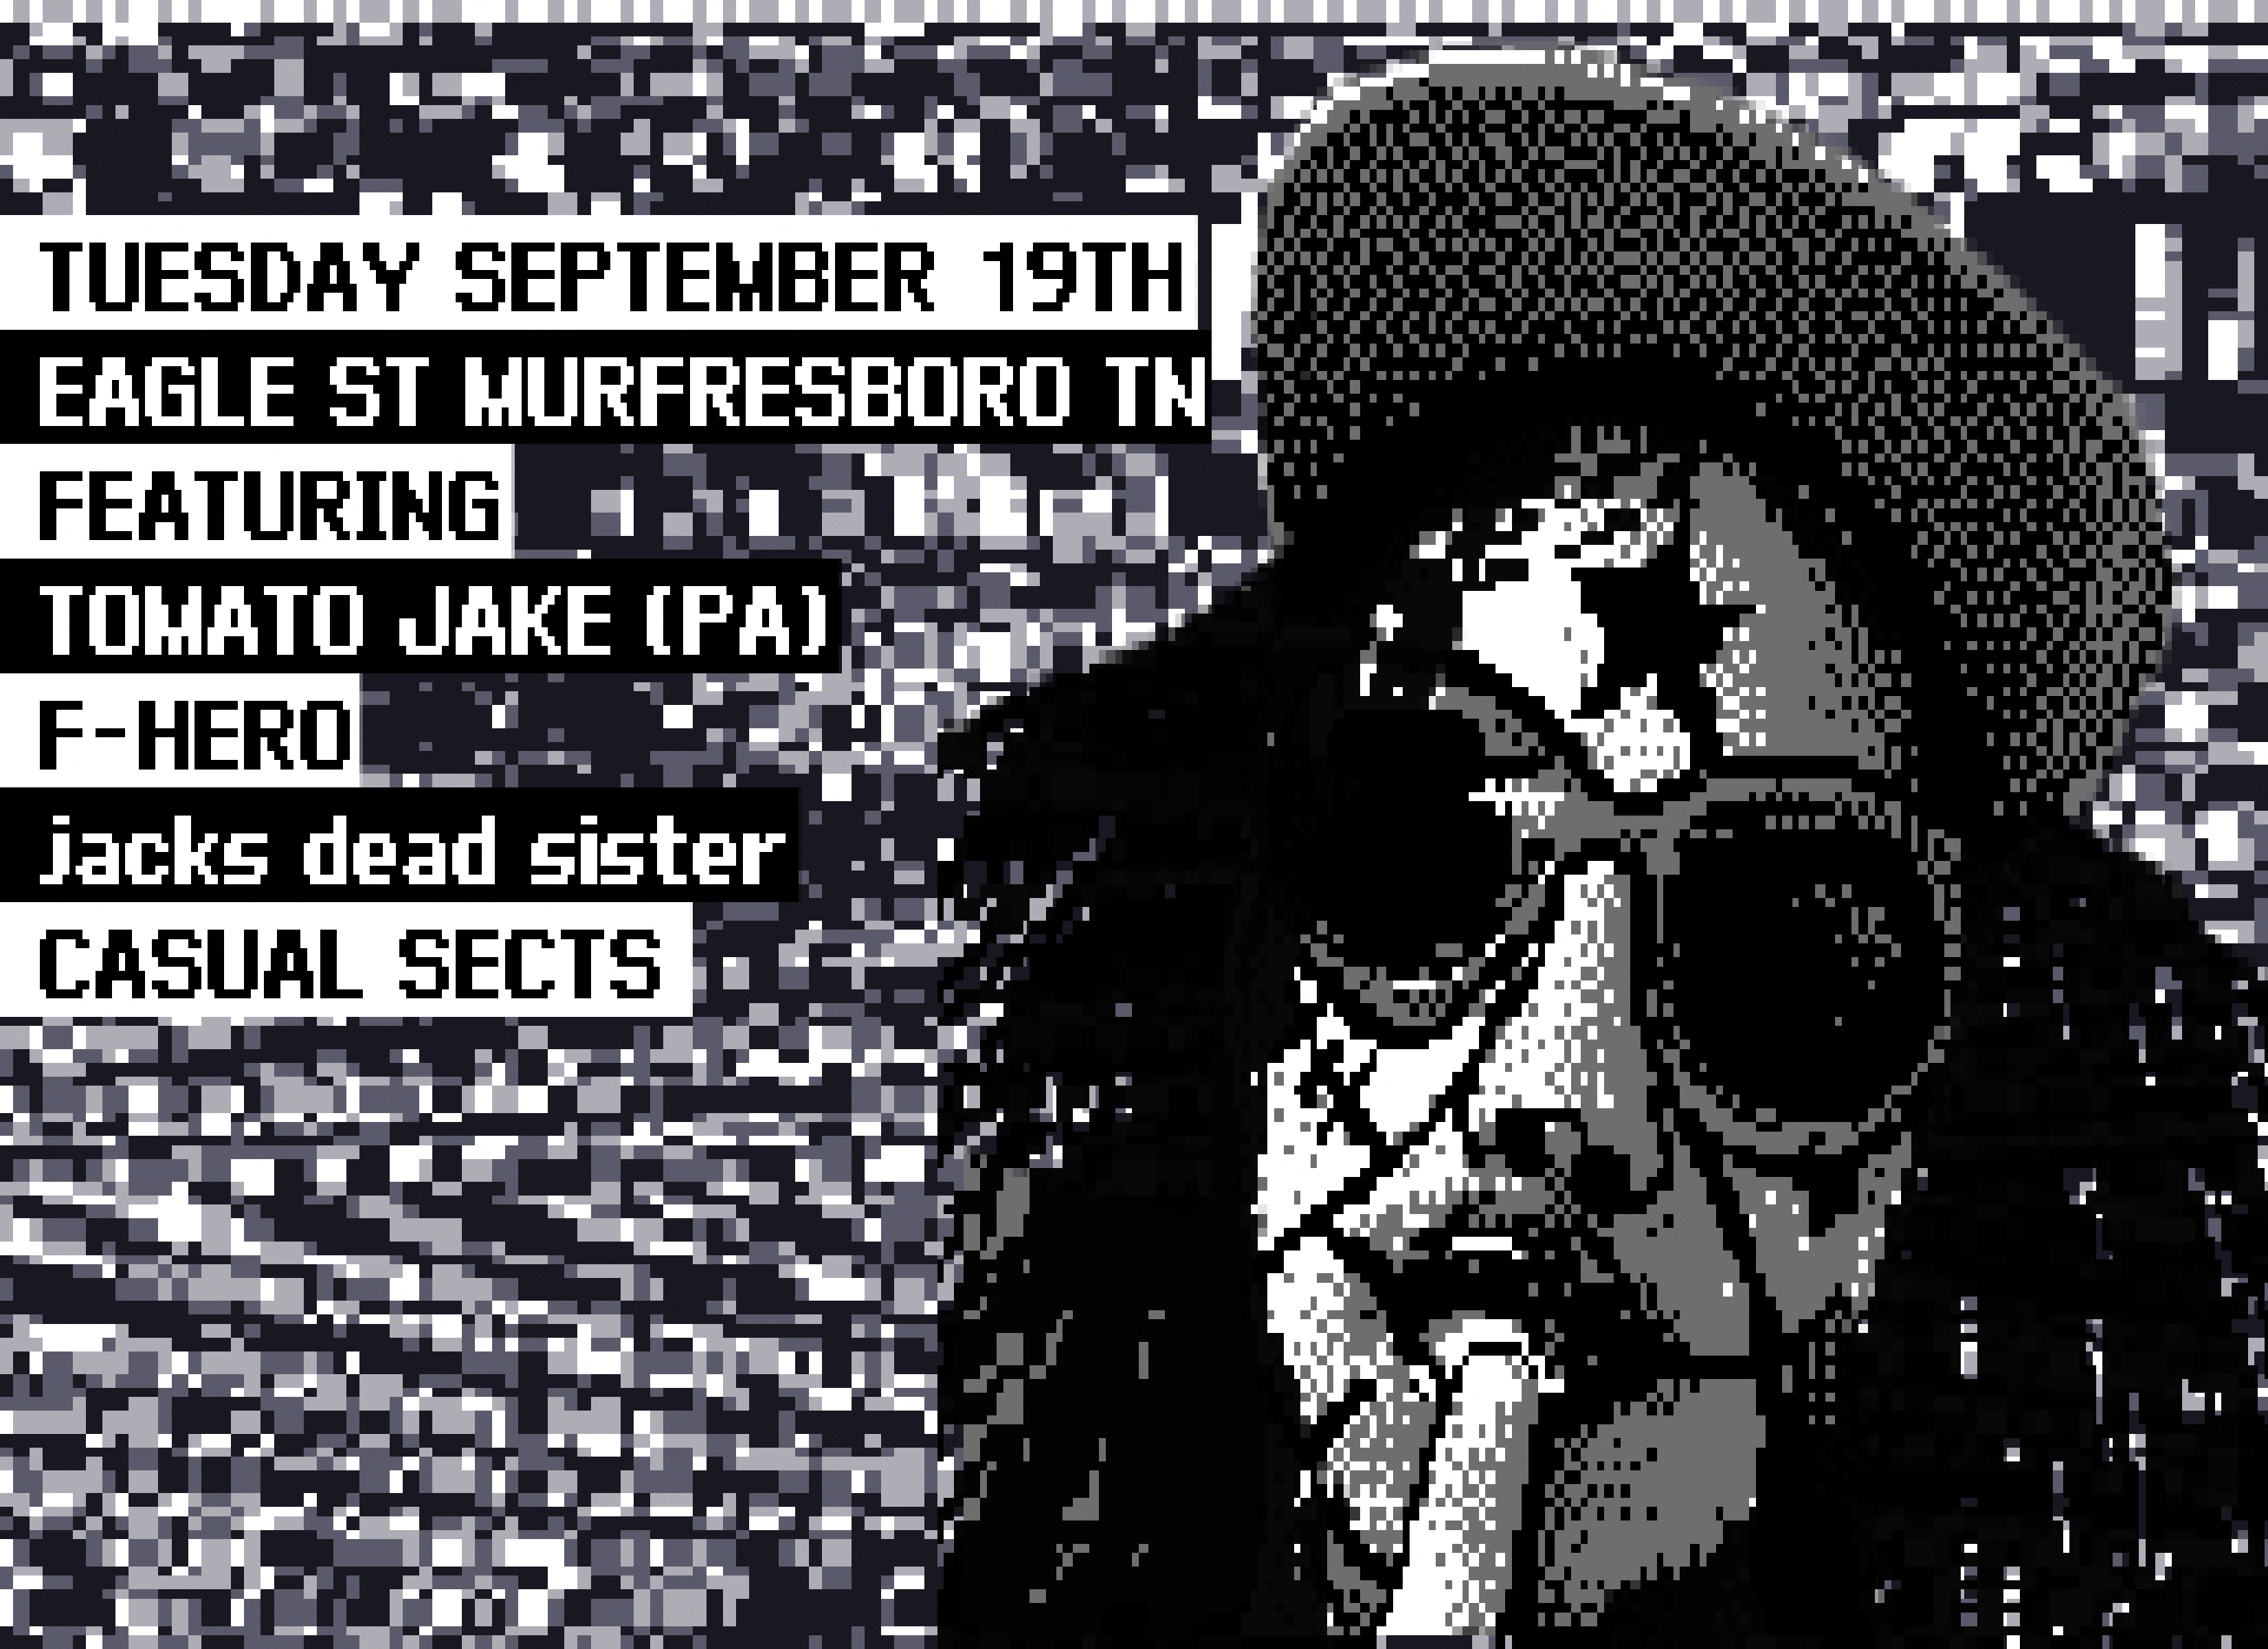 TUESDAY SEPTEMBER 19TH
EAGLE ST MURFRESBORO TN
FEATURING
TOMATO JAKE (PA)
F-HERO
jacks dead sister
CASUAL SECTS